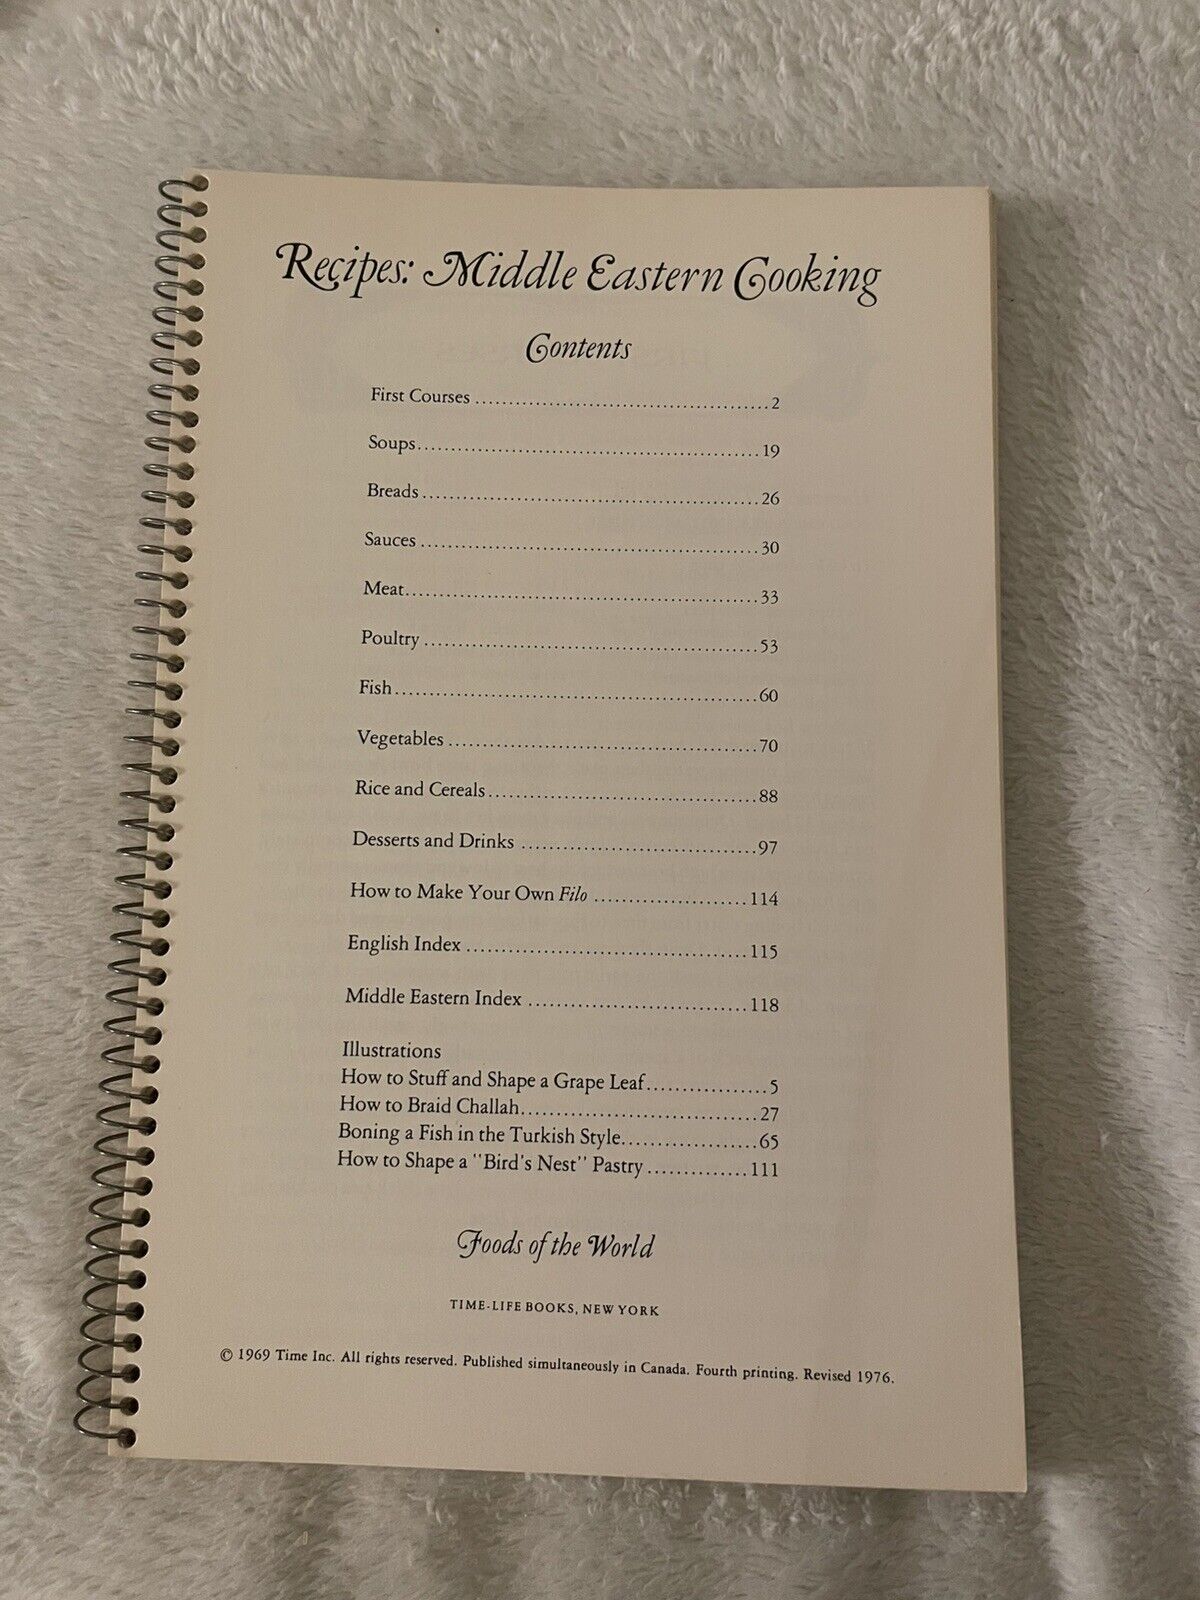 Recipes: Middle Eastern Cooking
Contents
First Courses ............................................ 2
Soups .................................................. 19
Breads .................................................. 26
Sauces .................................................. 30
Meat .................................................... 33
Poultry .................................................. 53
Fish ..................................................... 60
Vegetables .............................................. 70
Rice and Cereals ........................................ 88
Desserts and Drinks ................................... 97
How to Make Your Own Filo ....................... 114
English Index .......................................... 115
Middle Eastern Index ................................. 118
Illustrations
How to Stuff and Shape a Grape Leaf .................. 5
How to Braid Challah ................................... 27
Boning a Fish in the Turkish Style .................... 65
How to Shape a "Bird's Nest" Pastry ............... 111
Foods of the World
TIME-LIFE BOOKS, NEW YORK
© 1969 Time Inc. All rights reserved. Published simultaneously in Canada. Fourth printing. Revised 1976.